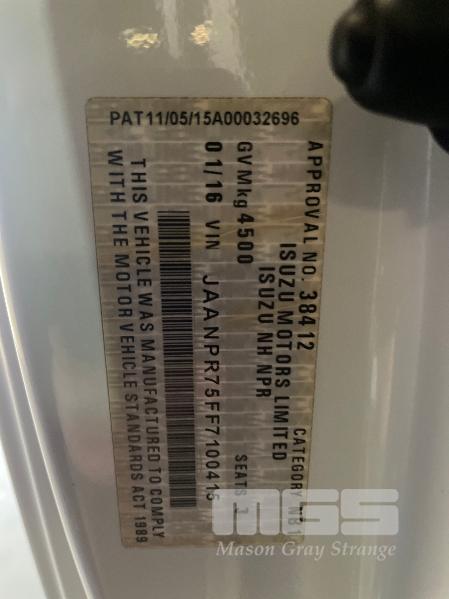 PAT11/05/15A00032696
APPROVAL NO. 38412 CATEGORY NB1
ISUZU MOTORS LIMITED
ISUZU NH NPR
GVMkg 4500 SEATS 3
01/16 VIN JAANPR75FF7100415
THIS VEHICLE WAS MANUFACTURED TO COMPLY
WITH THE MOTOR VEHICLE STANDARDS ACT 1989
MGS
Mason Gray Strange